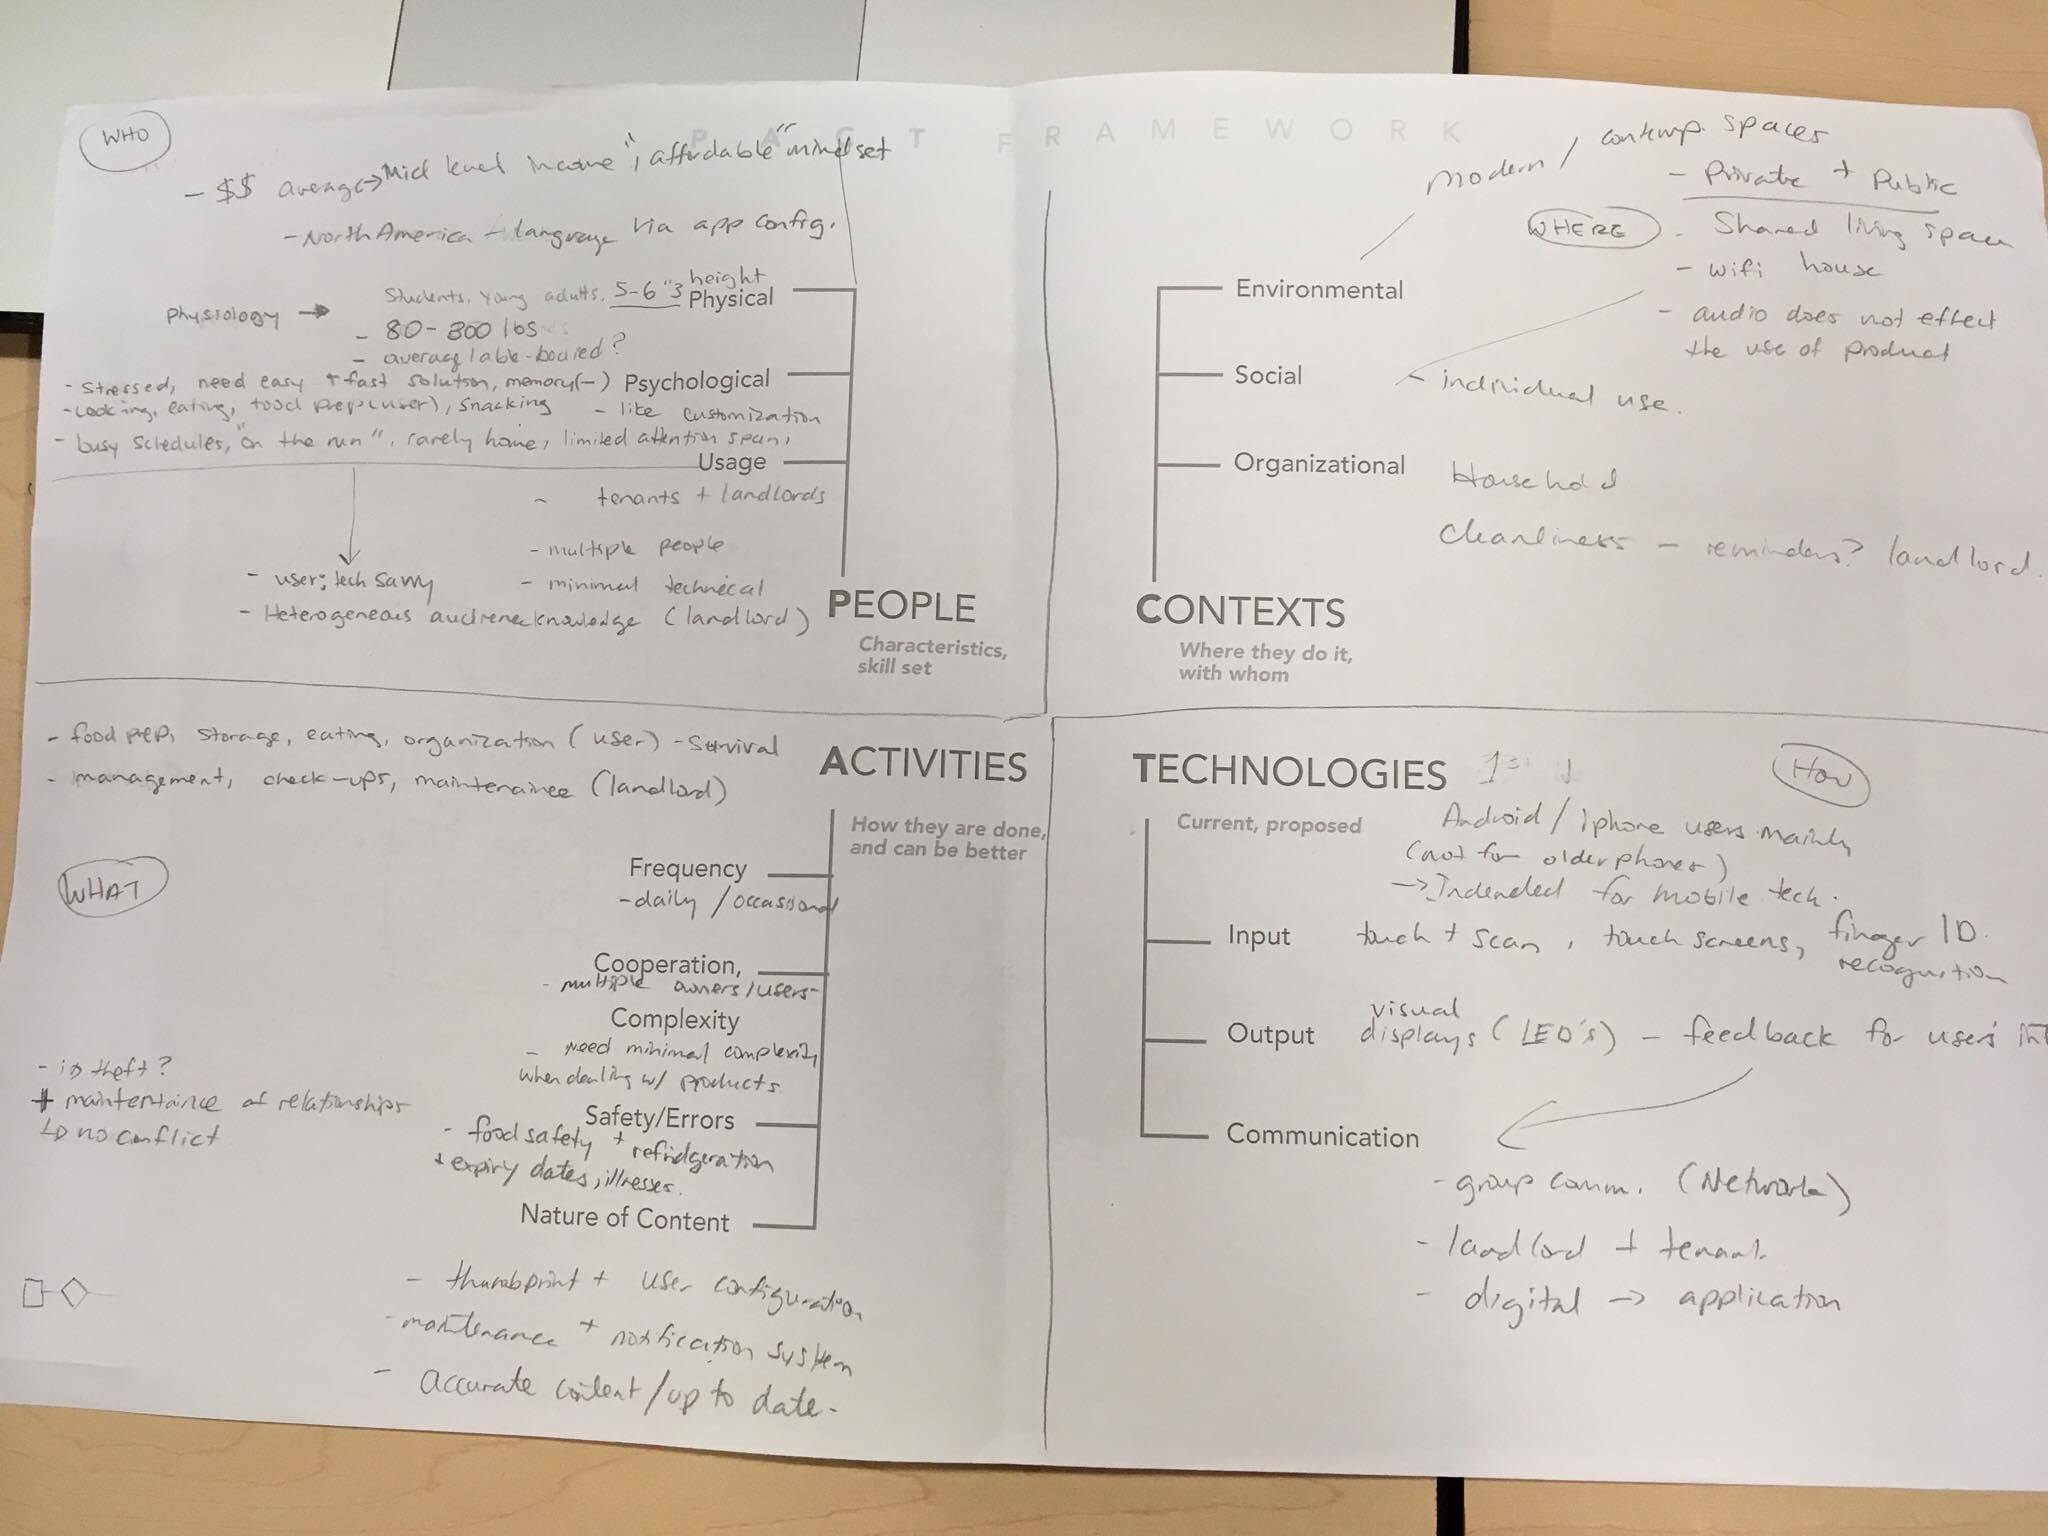 PACT FRAMEWORK
WHO
- $$ average → Mid level income", affordable" mindset
- North America - language via app config.
physiology →
Students, young adults, 5-6"3 height
Physical
- 80-300 lbs
- average / able-bodied?
- Stressed, need easy + fast solution, memory(-)
Psychological
- cooking, eating, food prep (user), snacking - like customization
- busy schedules, "on the run", rarely home, limited attention span,
Usage
- tenants + landlords
- multiple people
- user; tech savvy
- minimal technical
- Heterogeneous audience knowledge (landlord)
PEOPLE
Characteristics,
skill set
modern / contemp. spaces
- Private + Public
WHERE
- Shared living space
- wifi house
- audio does not effect
the use of product
Environmental
Social
- individual use.
Organizational
Household
cleanliness - reminders? landlord.
CONTEXTS
Where they do it,
with whom
- food prep, storage, eating, organization (user) - Survival
- management, check-ups, maintenaince (landlord)
ACTIVITIES
How they are done,
and can be better
WHAT
Frequency
- daily / occassional
Cooperation,
- multiple owners/users-
Complexity
- need minimal complexity
when dealing w/ products
- is theft?
maintentaince of relationships
↳ no conflict
Safety/Errors
- food safety + refridgeration
+ expiry dates, illnesses.
Nature of Content
- thumbprint + user configuration
- maintenance + notification system
- accurate content / up to date-
TECHNOLOGIES
HOW
Current, proposed
Android / Iphone users mainly
(not for older phones)
→ Indended for mobile tech.
Input
touch + scan, touch screens, finger ID
recognition
Output
visual
displays (LED's) - feedback for users
Communication
- group comm. (Network)
- landlord + tenant.
- digital → application